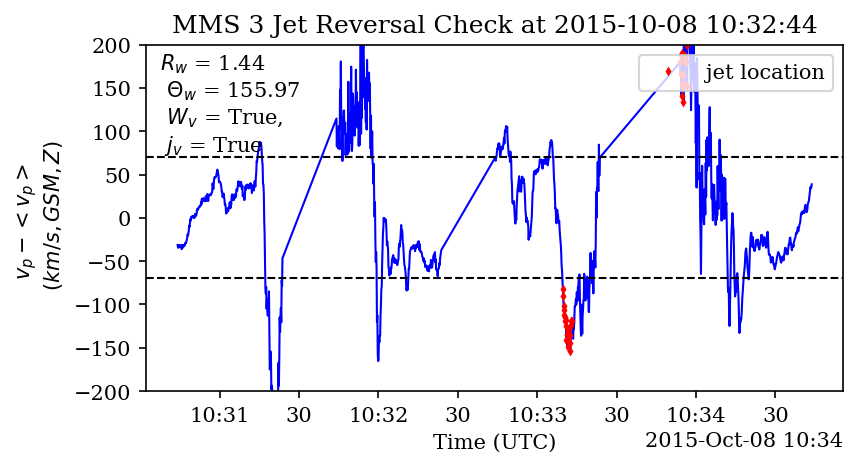 MMS 3 Jet Reversal Check at 2015-10-08 10:32:44
R_w = 1.44
Θ_w = 155.97
W_v = True,
j_v = True
jet location
v_p − < v_p >
(km/s, GSM, Z)
200
150
100
50
0
−50
−100
−150
−200
10:31 30 10:32 30 10:33 30 10:34 30
Time (UTC)
2015-Oct-08 10:34